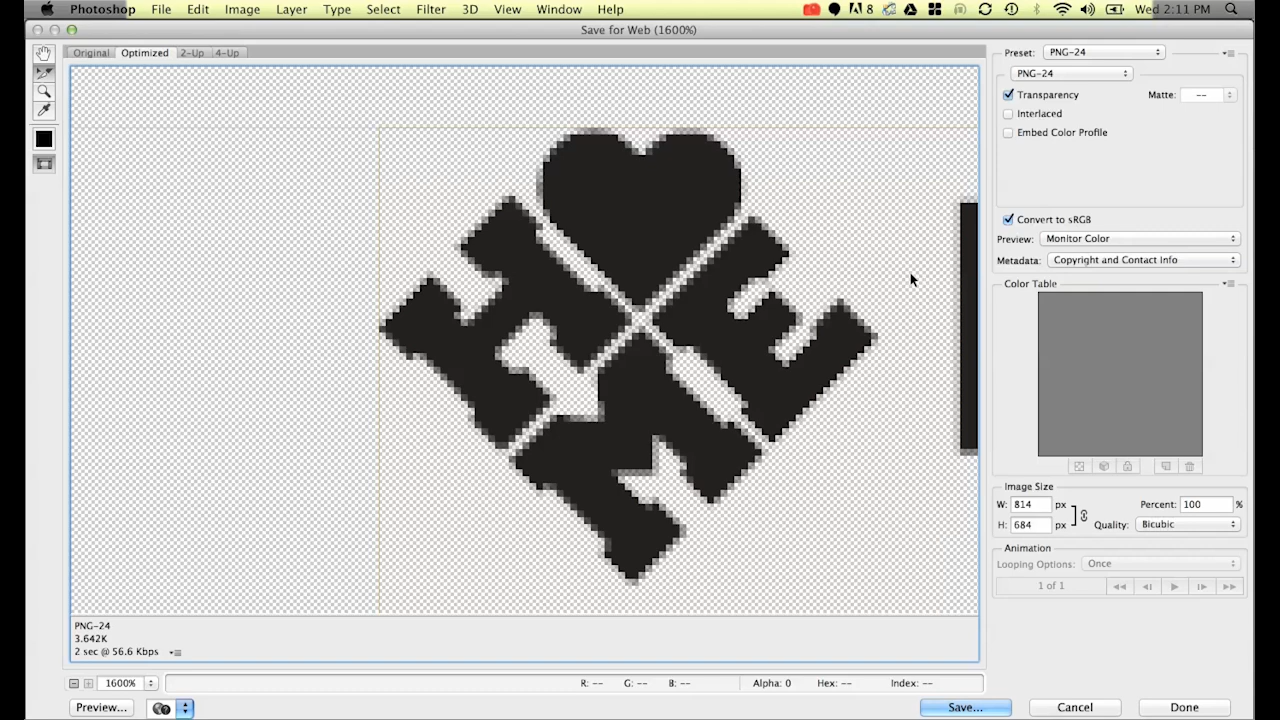 Photoshop File Edit Image Layer Type Select Filter 3D View Window Help 8 Wed 2:11 PM
Save for Web (1600%)
Original Optimized 2-Up 4-Up
Preset: PNG-24
PNG-24
Transparency Matte: --
Interlaced
Embed Color Profile
Convert to sRGB
Preview: Monitor Color
Metadata: Copyright and Contact Info
Color Table
H E M
Image Size
W: 814 px Percent: 100 %
H: 684 px Quality: Bicubic
Animation
Looping Options: Once
1 of 1
PNG-24
3.642K
2 sec @ 56.6 Kbps
1600% R: -- G: -- B: -- Alpha: 0 Hex: -- Index: --
Preview... Save... Cancel Done